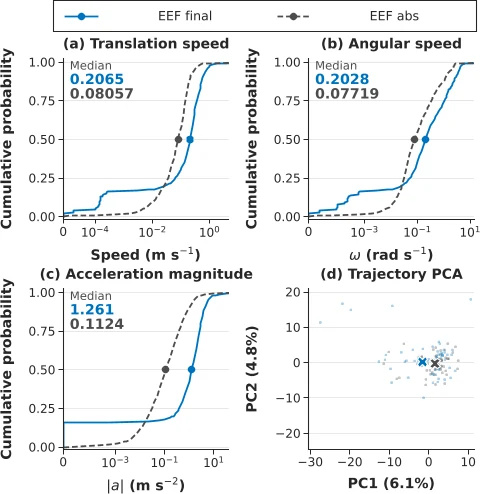 EEF final EEF abs
(a) Translation speed
Cumulative probability
1.00
0.75
0.50
0.25
0.00
Median
0.2065
0.08057
0 10⁻⁴ 10⁻² 10⁰
Speed (m s⁻¹)
(b) Angular speed
Cumulative probability
1.00
0.75
0.50
0.25
0.00
Median
0.2028
0.07719
0 10⁻³ 10⁻¹ 10¹
ω (rad s⁻¹)
(c) Acceleration magnitude
Cumulative probability
1.00
0.75
0.50
0.25
0.00
Median
1.261
0.1124
0 10⁻³ 10⁻¹ 10¹
|a| (m s⁻²)
(d) Trajectory PCA
PC2 (4.8%)
20
10
0
−10
−20
−30 −20 −10 0 10
PC1 (6.1%)